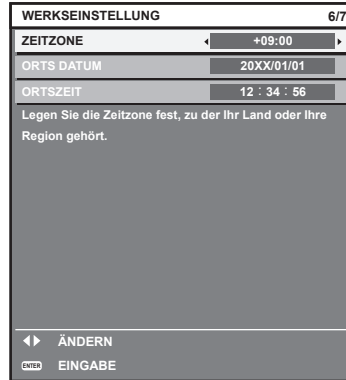 WERKSEINSTELLUNG 6/7
ZEITZONE +09:00
ORTS DATUM 20XX/01/01
ORTSZEIT 12 : 34 : 56
Legen Sie die Zeitzone fest, zu der Ihr Land oder Ihre
Region gehört.
ÄNDERN
ENTER EINGABE